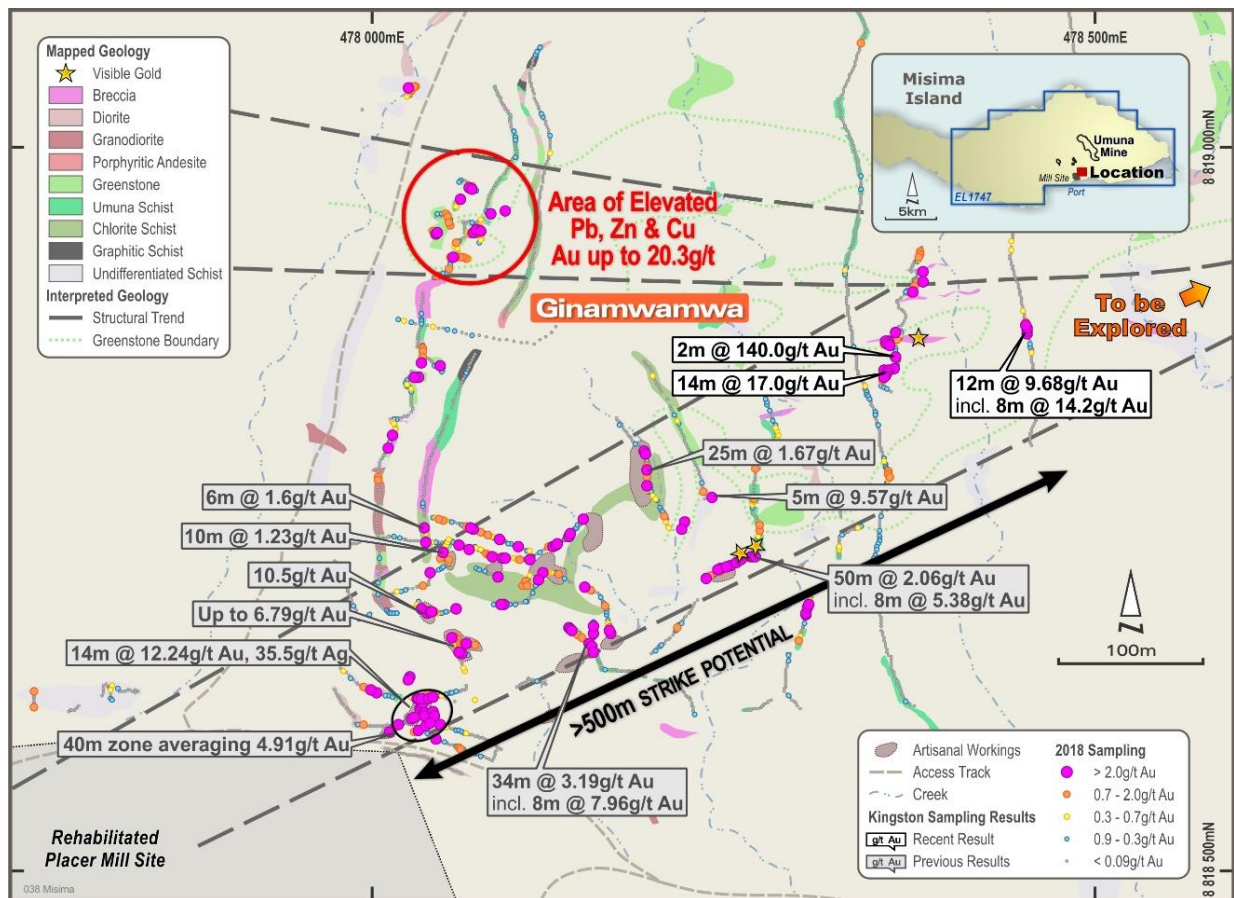 478 000mE
478 500mE
8 819 000mN
8 818 500mN
Mapped Geology
Visible Gold
Breccia
Diorite
Granodiorite
Porphyritic Andesite
Greenstone
Umuna Schist
Chlorite Schist
Graphitic Schist
Undifferentiated Schist
Interpreted Geology
Structural Trend
Greenstone Boundary
Misima
Island
Umuna
Mine
Mill Site
Location
Port
EL1747
N
5km
Area of Elevated
Pb, Zn & Cu
Au up to 20.3g/t
Ginamwamwa
To be
Explored
2m @ 140.0g/t Au
14m @ 17.0g/t Au
12m @ 9.68g/t Au
incl. 8m @ 14.2g/t Au
25m @ 1.67g/t Au
5m @ 9.57g/t Au
6m @ 1.6g/t Au
10m @ 1.23g/t Au
10.5g/t Au
Up to 6.79g/t Au
14m @ 12.24g/t Au, 35.5g/t Ag
40m zone averaging 4.91g/t Au
50m @ 2.06g/t Au
incl. 8m @ 5.38g/t Au
34m @ 3.19g/t Au
incl. 8m @ 7.96g/t Au
>500m STRIKE POTENTIAL
N
100m
Rehabilitated
Placer Mill Site
038 Misima
Artisanal Workings
Access Track
Creek
Kingston Sampling Results
g/t Au Recent Result
g/t Au Previous Results
2018 Sampling
> 2.0g/t Au
0.7 - 2.0g/t Au
0.3 - 0.7g/t Au
0.9 - 0.3g/t Au
< 0.09g/t Au